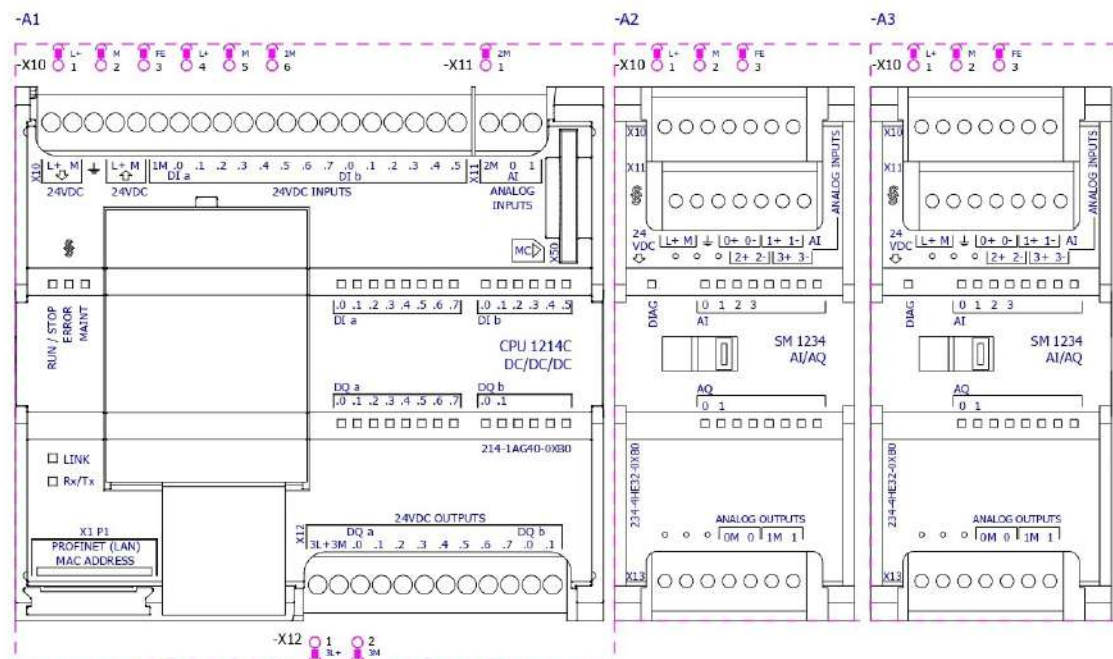 -A1
-A2
-A3
L+ M FE L+ M 1M
-X10 1 2 3 4 5 6
2M
-X11 1
L+ M FE
-X10 1 2 3
L+ M FE
-X10 1 2 3
X10
L+ M L+ M 1M .0 .1 .2 .3 .4 .5 .6 .7 .0 .1 .2 .3 .4 .5
DI a DI b
24VDC 24VDC 24VDC INPUTS
X11
2M 0 1
AI
ANALOG
INPUTS
MC
X50
RUN / STOP
ERROR
MAINT
.0 .1 .2 .3 .4 .5 .6 .7 .0 .1 .2 .3 .4 .5
DI a DI b
CPU 1214C
DC/DC/DC
DQ a DQ b
.0 .1 .2 .3 .4 .5 .6 .7 .0 .1
214-1AG40-0XB0
LINK
Rx/Tx
X1 P1
PROFINET (LAN)
MAC ADDRESS
X12
24VDC OUTPUTS
DQ a DQ b
3L+ 3M .0 .1 .2 .3 .4 .5 .6 .7 .0 .1
-X12 1 2
3L+ 3M
X10
X11
ANALOG INPUTS
24
VDC
L+ M 0+ 0- 1+ 1- AI
2+ 2- 3+ 3-
DIAG
0 1 2 3
AI
SM 1234
AI/AQ
AQ
0 1
234-4HE32-0XB0
ANALOG OUTPUTS
0M 0 1M 1
X13
X10
X11
ANALOG INPUTS
24
VDC
L+ M 0+ 0- 1+ 1- AI
2+ 2- 3+ 3-
DIAG
0 1 2 3
AI
SM 1234
AI/AQ
AQ
0 1
234-4HE32-0XB0
ANALOG OUTPUTS
0M 0 1M 1
X13